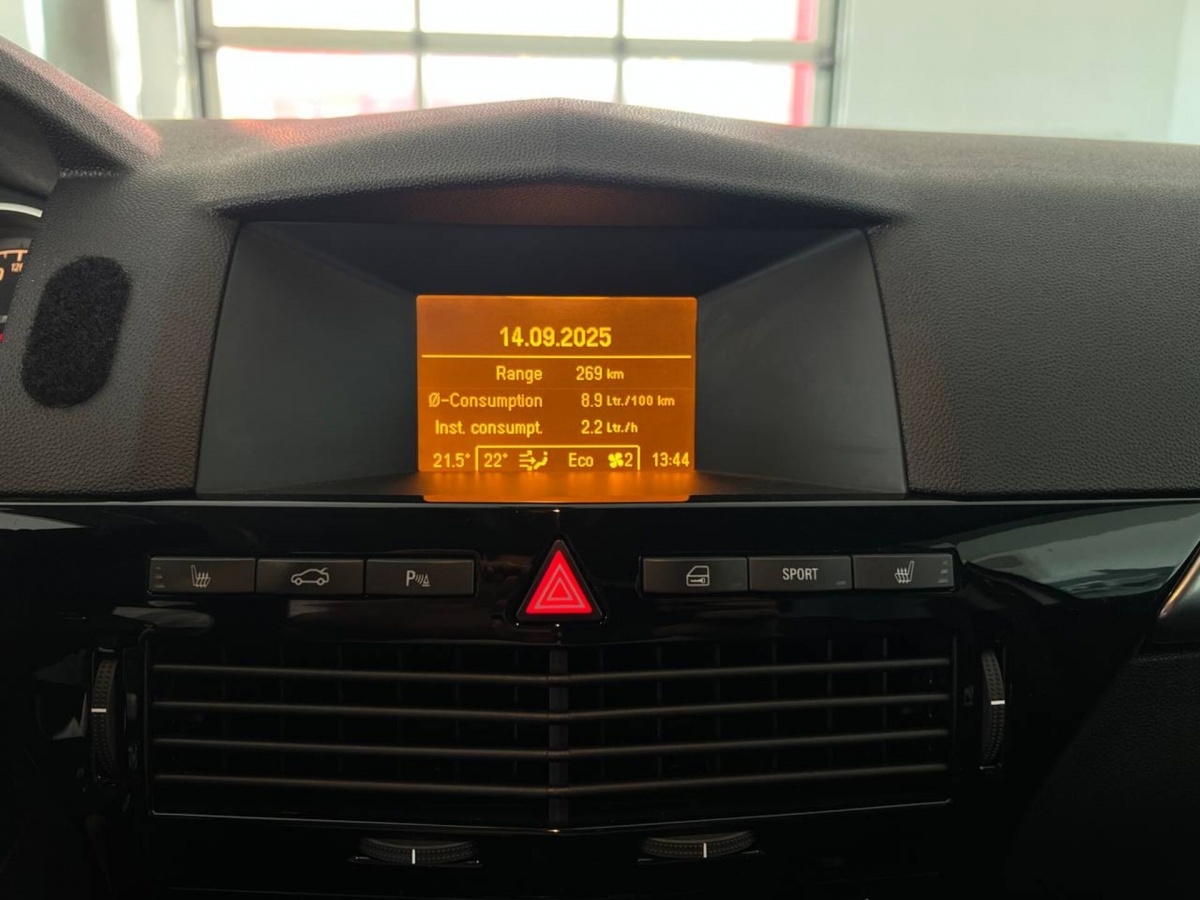 14.09.2025
Range 269 km
Ø-Consumption 8.9 Ltr./100 km
Inst. consumpt. 2.2 Ltr./h
21.5° 22° Eco 2 13:44
P SPORT